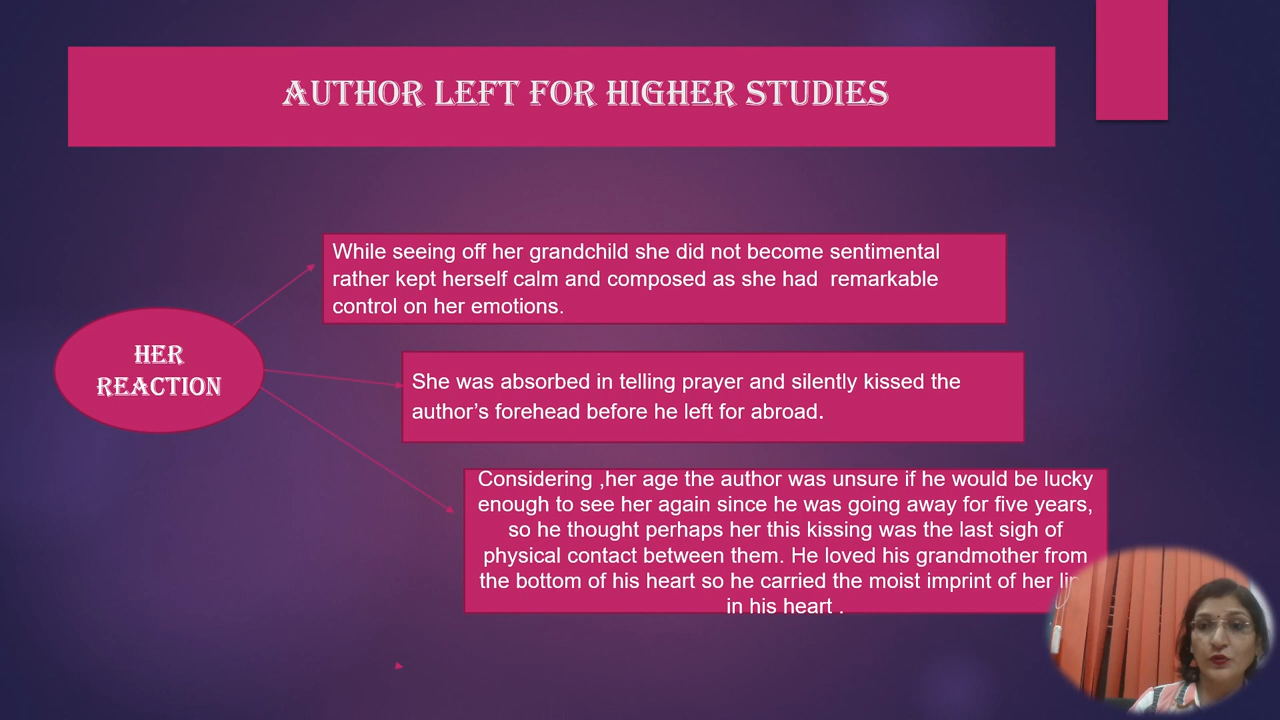 AUTHOR LEFT FOR HIGHER STUDIES
While seeing off her grandchild she did not become sentimental
rather kept herself calm and composed as she had  remarkable
control on her emotions.
HER
REACTION
She was absorbed in telling prayer and silently kissed the
author’s forehead before he left for abroad.
Considering ,her age the author was unsure if he would be lucky
enough to see her again since he was going away for five years,
so he thought perhaps her this kissing was the last sigh of
physical contact between them. He loved his grandmother from
the bottom of his heart so he carried the moist imprint of her
in his heart .